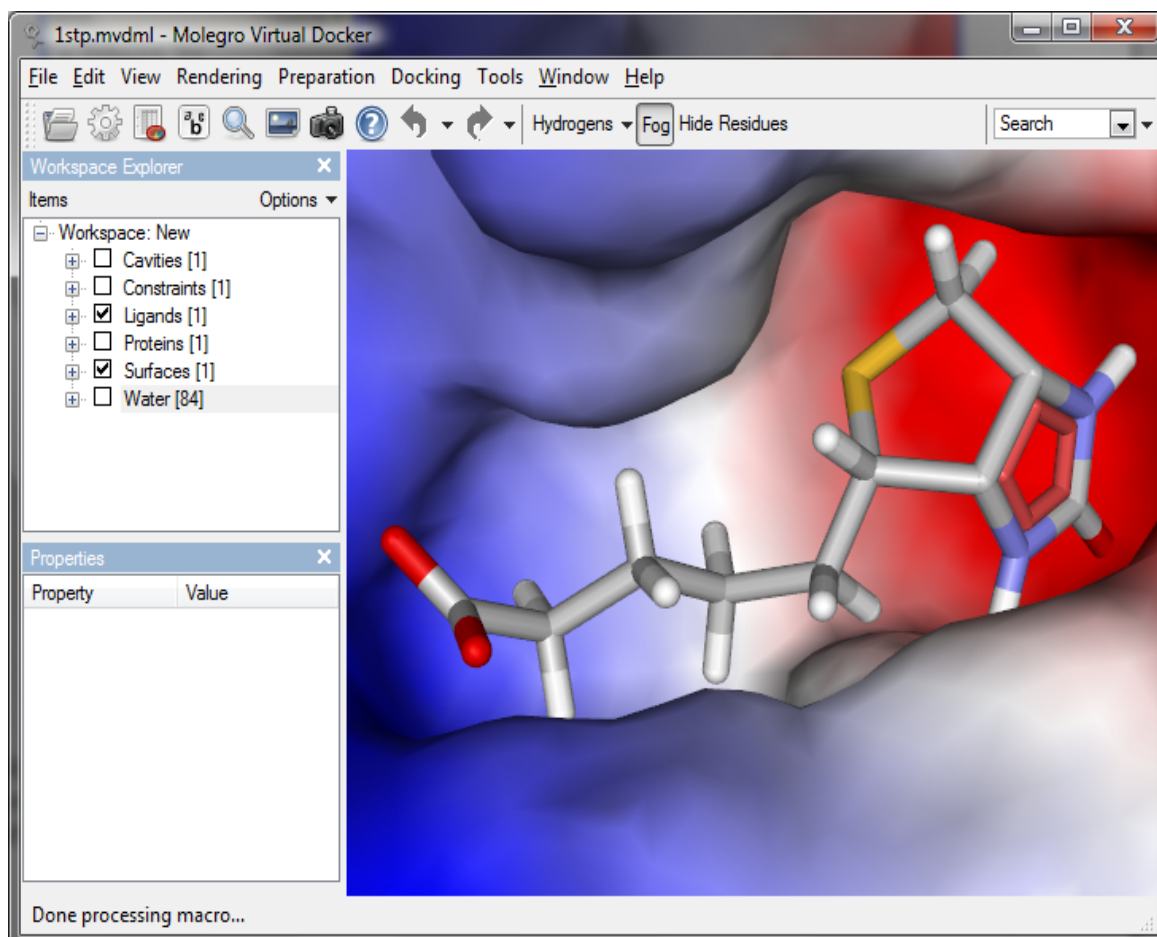 1stp.mvdml - Molegro Virtual Docker
File Edit View Rendering Preparation Docking Tools Window Help
Hydrogens Fog Hide Residues Search
Workspace Explorer
Items Options
Workspace: New
Cavities [1]
Constraints [1]
Ligands [1]
Proteins [1]
Surfaces [1]
Water [84]
Properties
Property Value
Done processing macro...